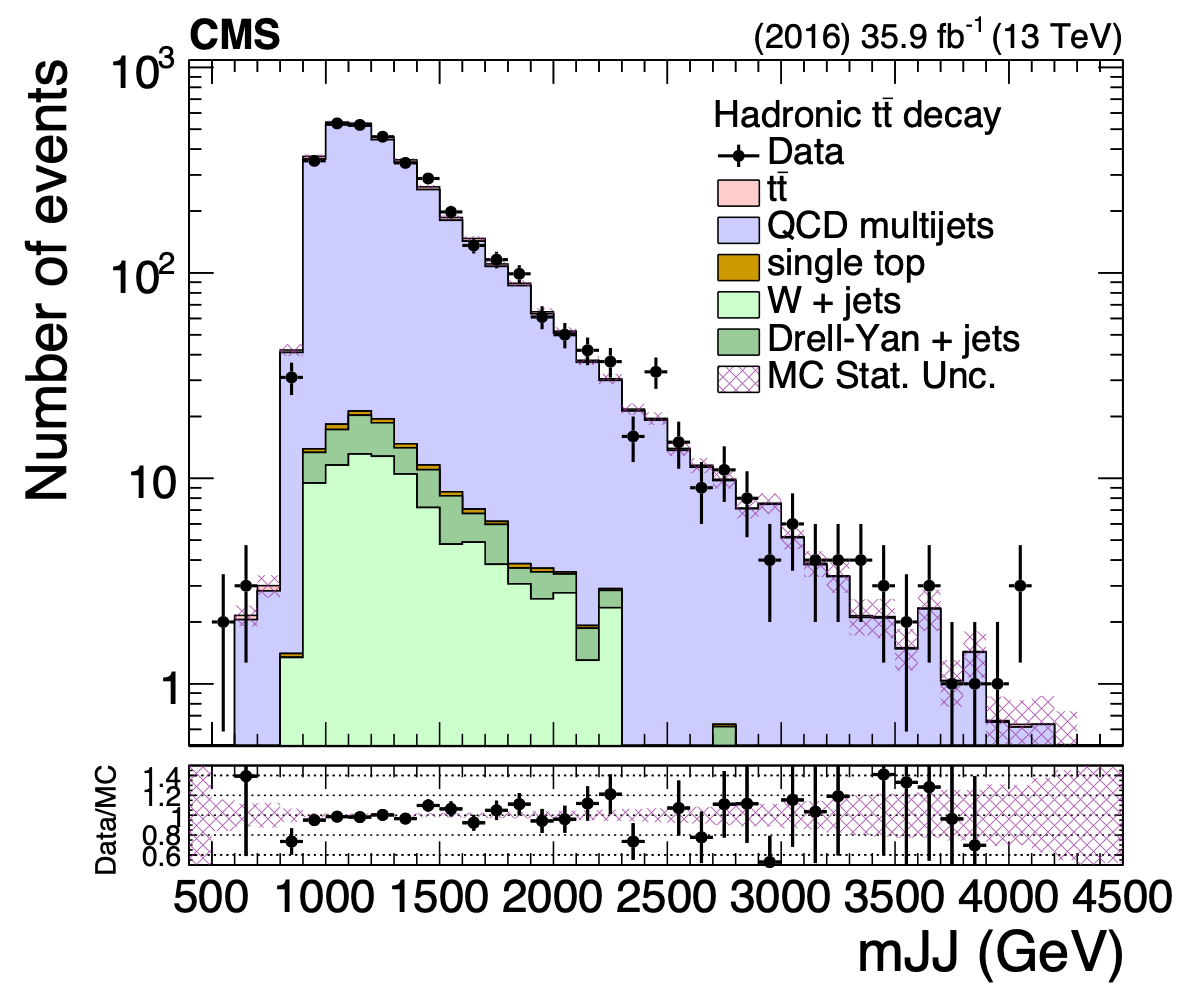 CMS (2016) 35.9 fb⁻¹ (13 TeV)
Number of events
10³
10²
10
1
Hadronic tt̄ decay
Data
tt̄
QCD multijets
single top
W + jets
Drell-Yan + jets
MC Stat. Unc.
Data/MC
1.4
1.2
1
0.8
0.6
500 1000 1500 2000 2500 3000 3500 4000 4500
mJJ (GeV)